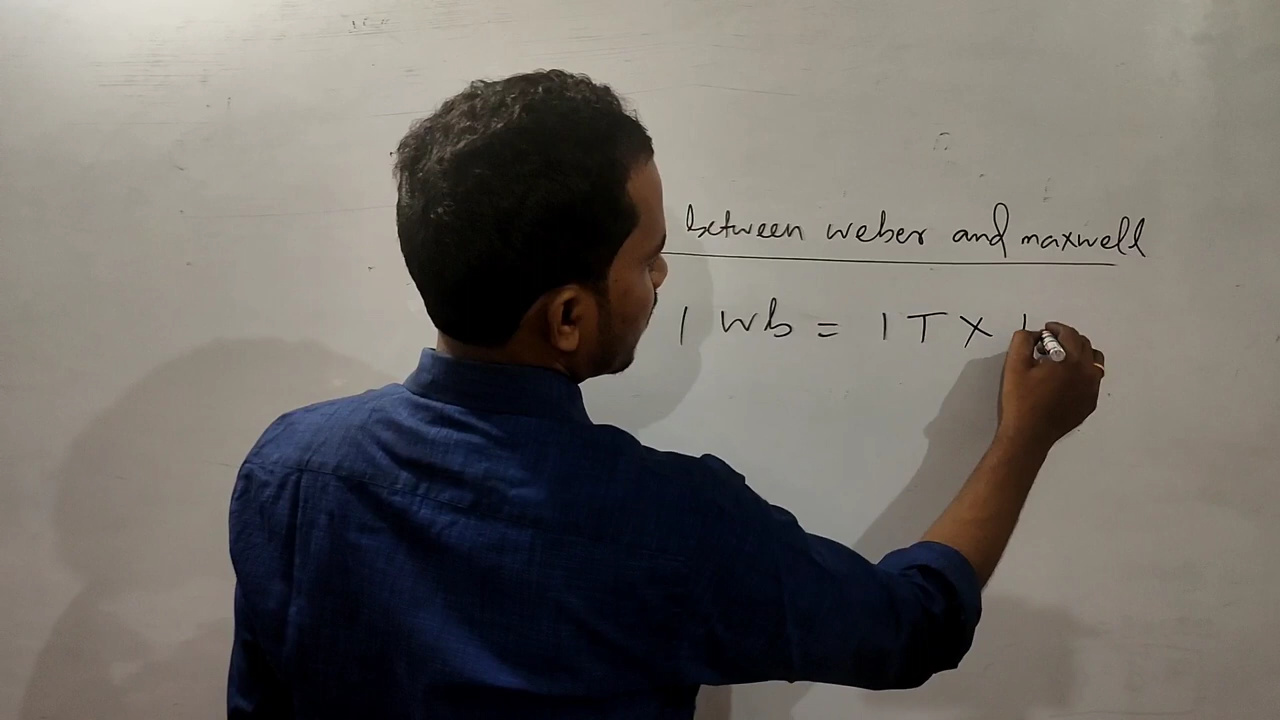 between weber and maxwell
1 Wb = 1 T X 1